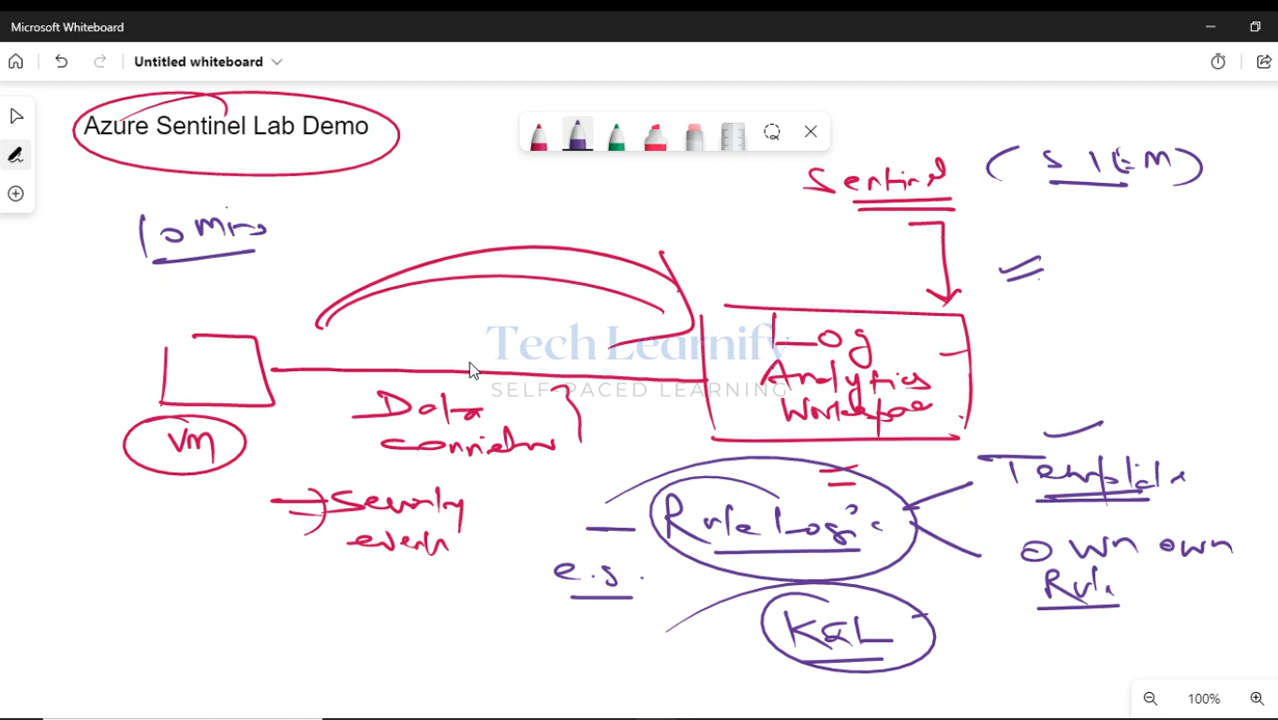 Microsoft Whiteboard
Untitled whiteboard
Azure Sentinel Lab Demo
Sentinel (SIEM)
10 Mins
Tech Learnify
SELF-PACED LEARNING
Log
Analytics
Workspace
Data
connector
VM
Security
events
Rule Logic
Template
Own own
Rule
e.g.
KQL
100%